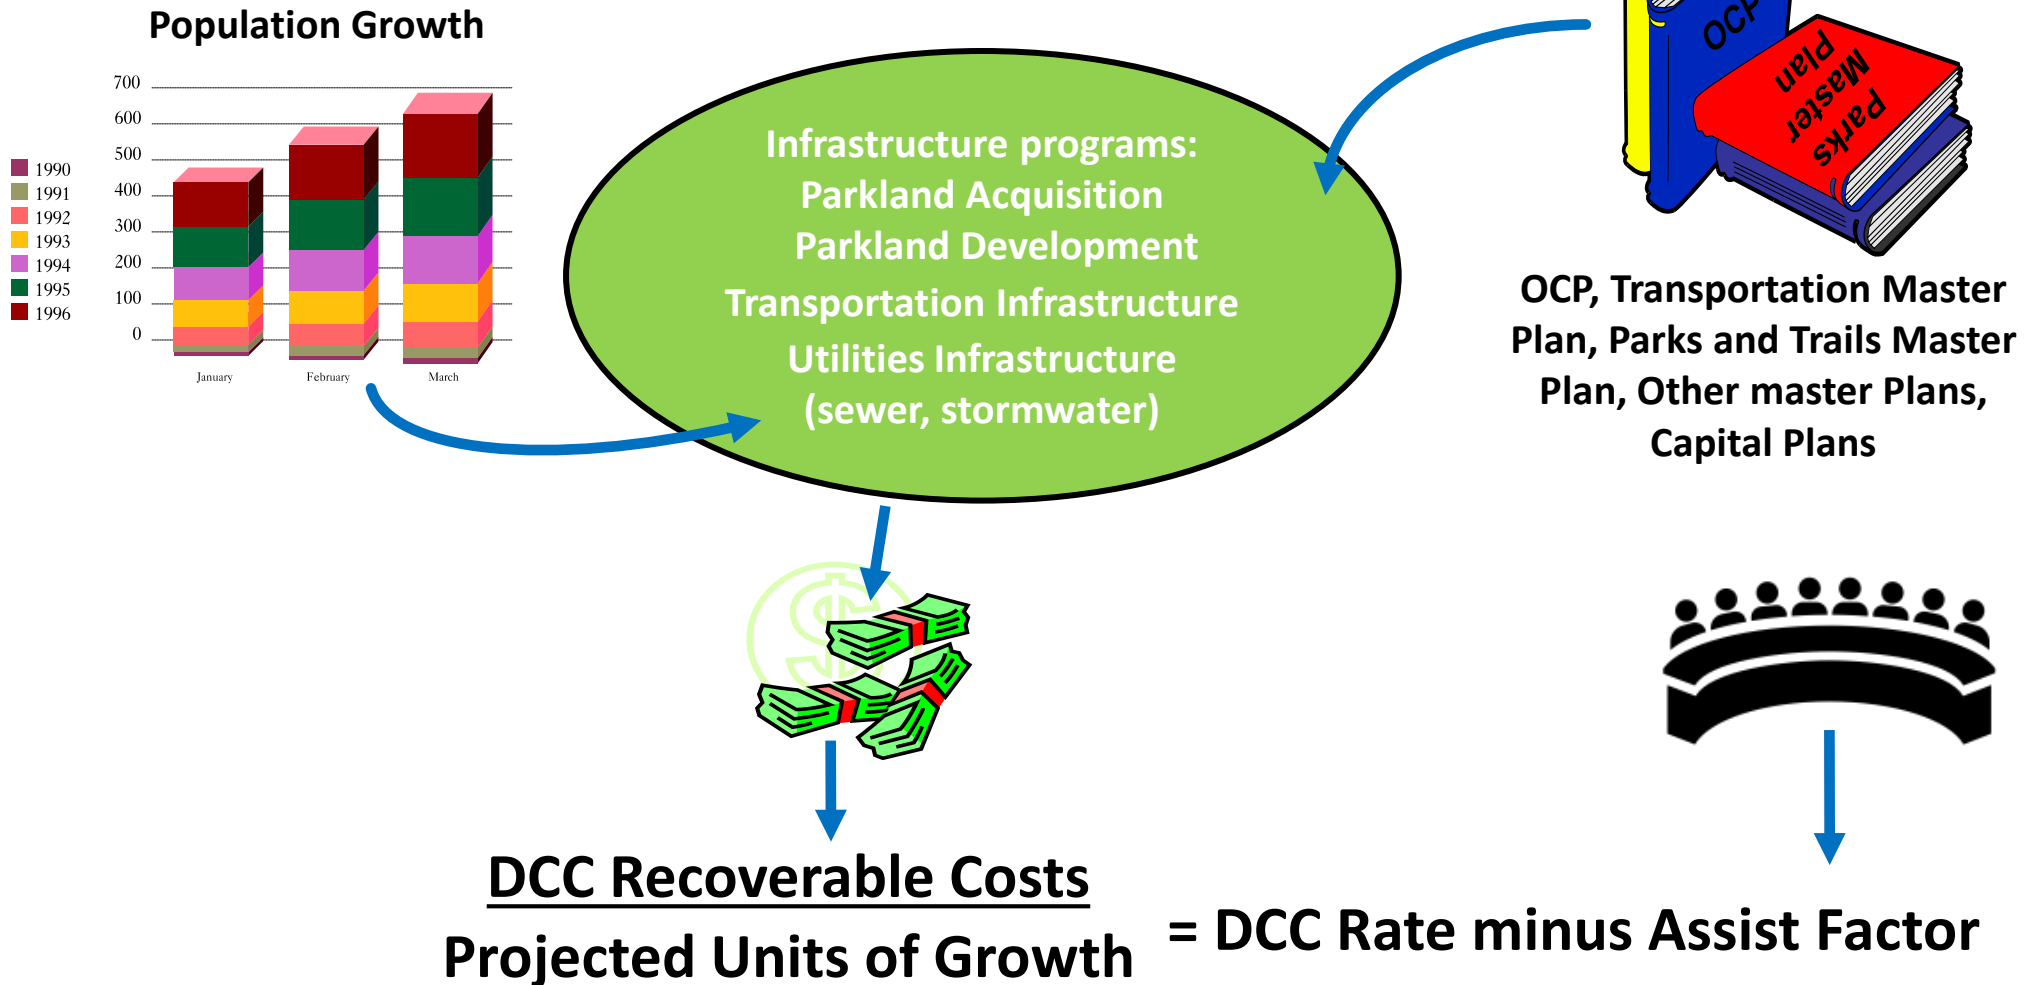 Population Growth
700
600
500
400
300
200
100
0
1990
1991
1992
1993
1994
1995
1996
January
February
March
Infrastructure programs:
Parkland Acquisition
Parkland Development
Transportation Infrastructure
Utilities Infrastructure
(sewer, stormwater)
OCP
Parks
Master
Plan
OCP, Transportation Master
Plan, Parks and Trails Master
Plan, Other master Plans,
Capital Plans
$
DCC Recoverable Costs
Projected Units of Growth
= DCC Rate minus Assist Factor